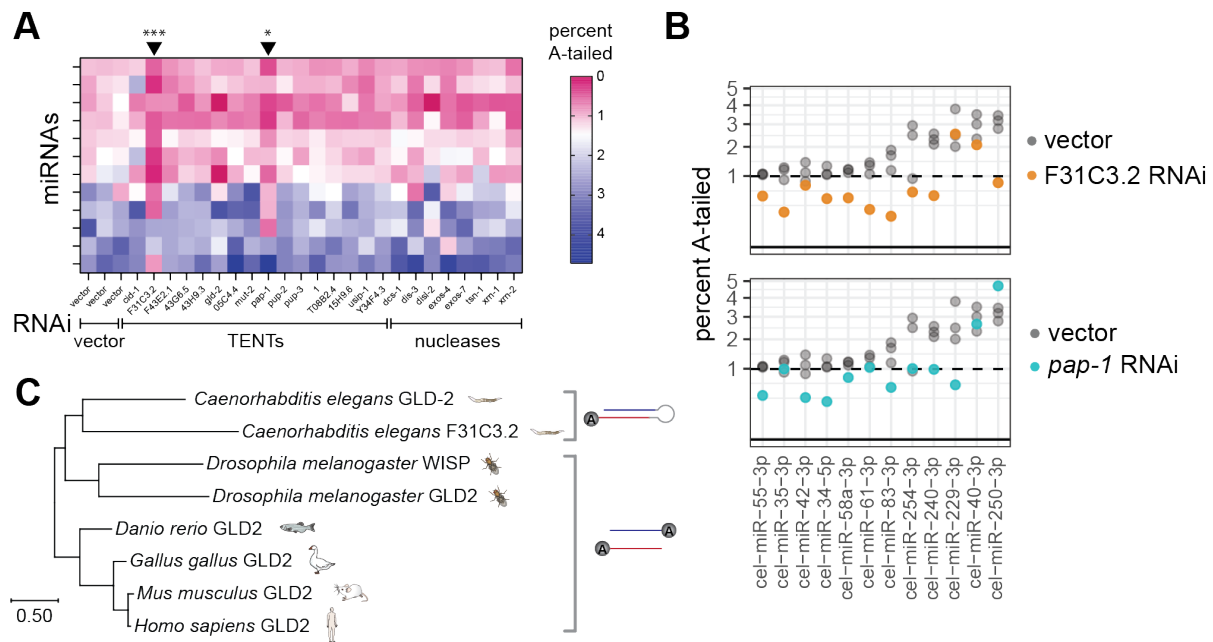 A
***
*
percent
A-tailed
0
1
2
3
4
miRNAs
RNAi
vector
vector
vector
cid-1
F31C3.2
F43E2.1
43G6.5
43H9.3
gld-2
05C4.4
mut-2
pap-1
pup-2
pup-3
1
T08B2.4
15H9.6
usip-1
Y34F4.3
dcs-1
dis-3
disl-2
exos-4
exos-7
tsn-1
xrn-1
xrn-2
vector
TENTs
nucleases
B
percent A-tailed
5
4
3
2
1
vector
F31C3.2 RNAi
5
4
3
2
1
vector
pap-1 RNAi
cel-miR-55-3p
cel-miR-35-3p
cel-miR-42-3p
cel-miR-34-5p
cel-miR-58a-3p
cel-miR-61-3p
cel-miR-83-3p
cel-miR-254-3p
cel-miR-240-3p
cel-miR-229-3p
cel-miR-40-3p
cel-miR-250-3p
C
Caenorhabditis elegans GLD-2
Caenorhabditis elegans F31C3.2
Drosophila melanogaster WISP
Drosophila melanogaster GLD2
Danio rerio GLD2
Gallus gallus GLD2
Mus musculus GLD2
Homo sapiens GLD2
0.50
A
A
A